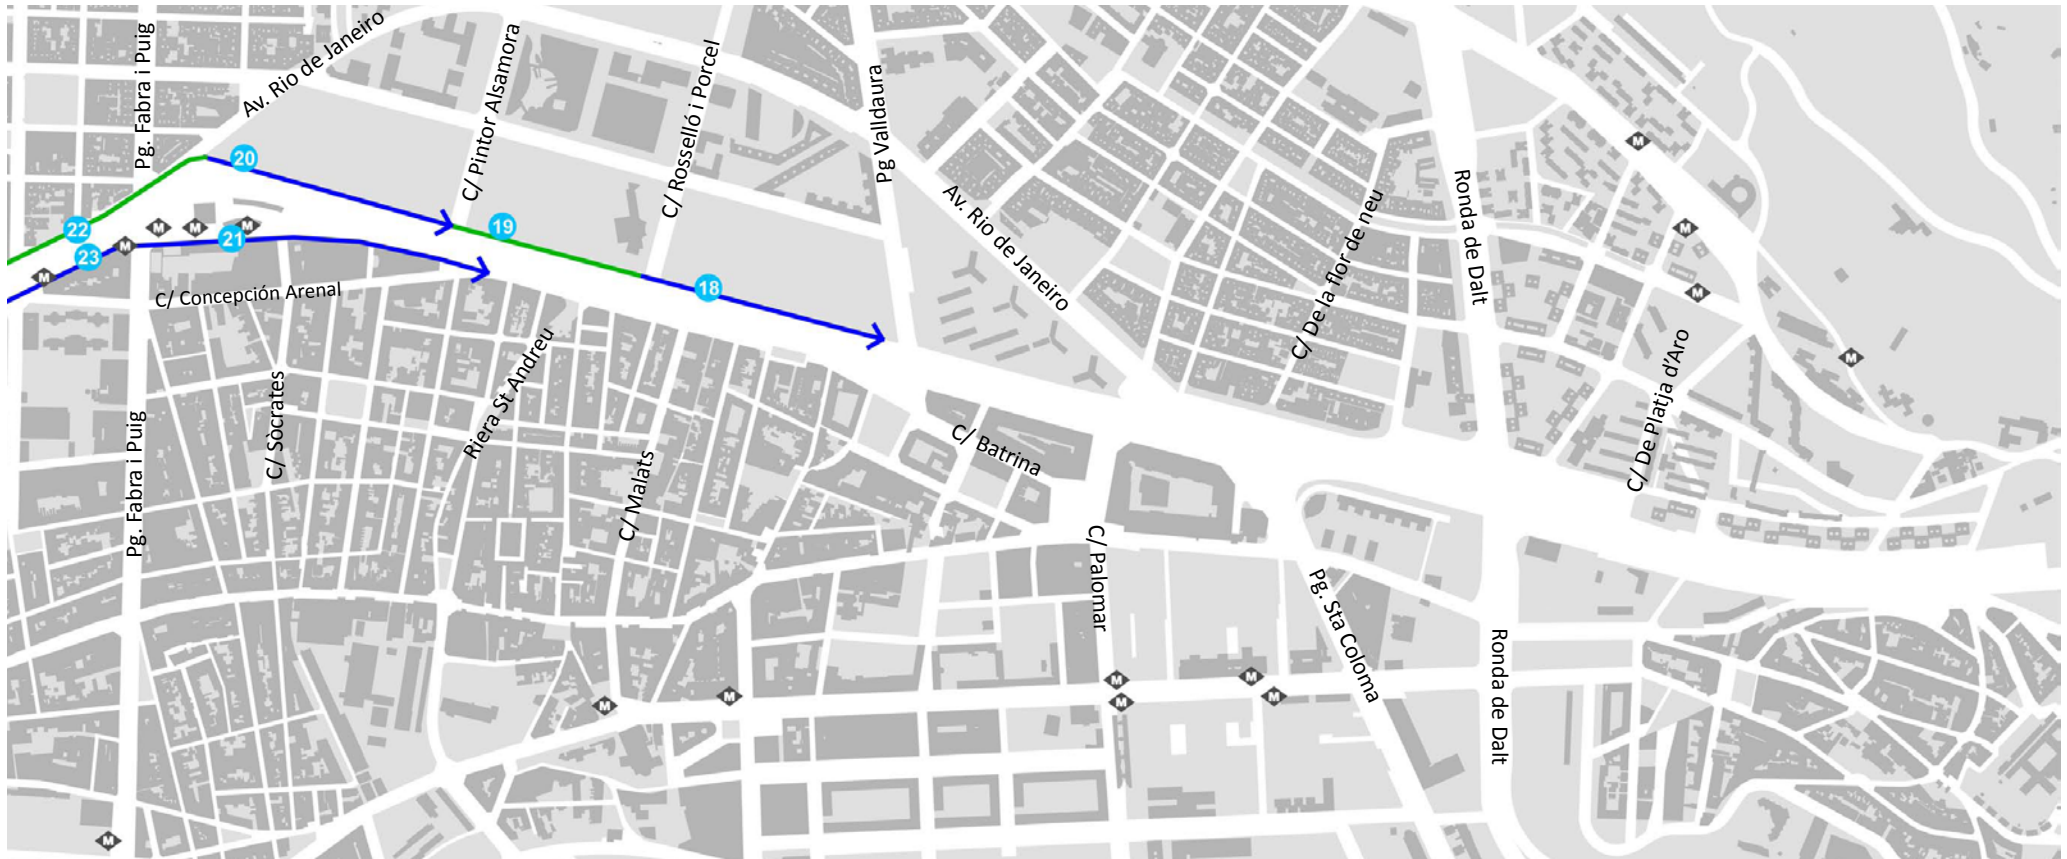 Pg. Fabra i Puig
Av. Rio de Janeiro
C/ Pintor Alsamora
C/ Rosselló i Porcel
Pg Valldaura
Av. Rio de Janeiro
C/ De la flor de neu
Ronda de Dalt
M
M
M
M
20
19
18
22
23
21
M
M
M
M
M
C/ Concepción Arenal
Pg. Fabra i Puig
C/ Sòcrates
Riera St Andreu
C/ Malats
C/ Batrina
C/ Palomar
Pg. Sta Coloma
C/ De Platja d'Aro
Ronda de Dalt
M
M
M
M
M
M
M